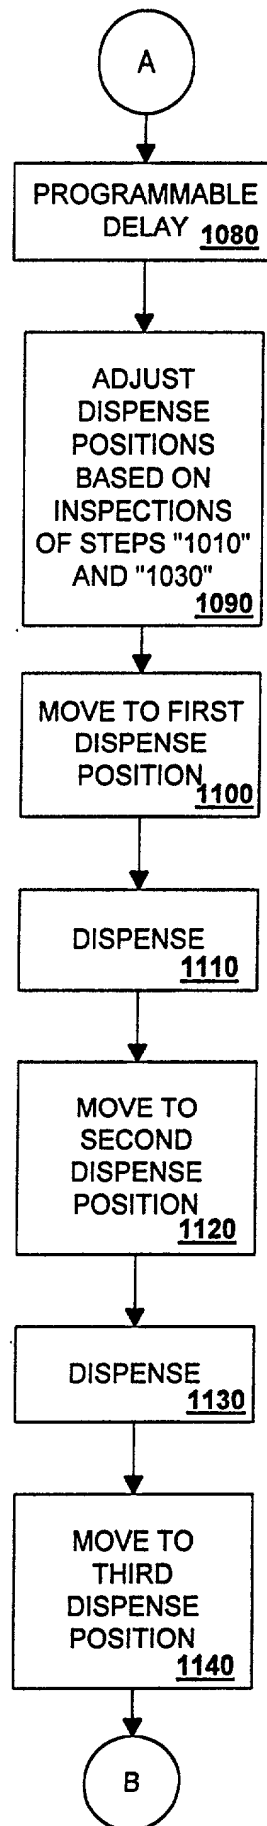 A
PROGRAMMABLE
DELAY 1080
ADJUST
DISPENSE
POSITIONS
BASED ON
INSPECTIONS
OF STEPS "1010"
AND "1030"
1090
MOVE TO FIRST
DISPENSE
POSITION
1100
DISPENSE
1110
MOVE TO
SECOND
DISPENSE
POSITION
1120
DISPENSE
1130
MOVE TO
THIRD
DISPENSE
POSITION
1140
B